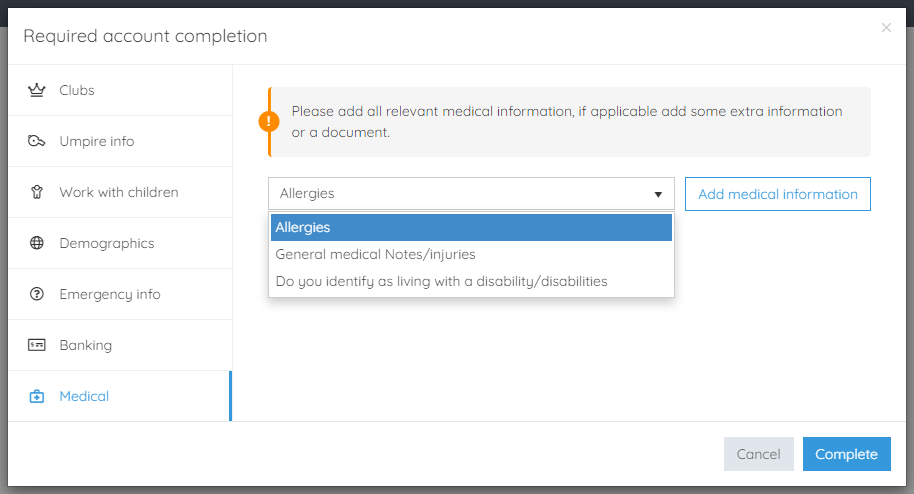 Required account completion
×
Clubs
Umpire info
Work with children
Demographics
Emergency info
Banking
Medical
!
Please add all relevant medical information, if applicable add some extra information
or a document.
Allergies
Add medical information
Allergies
General medical Notes/injuries
Do you identify as living with a disability/disabilities
Cancel
Complete